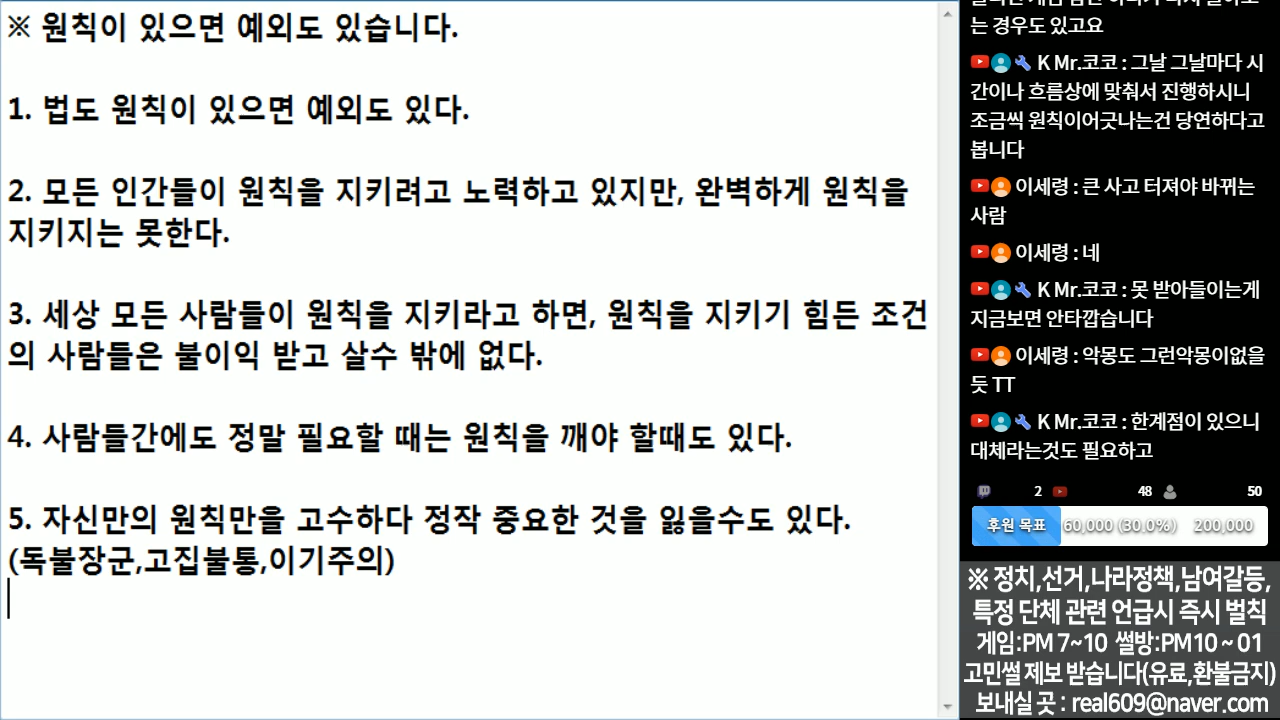 ※ 원칙이 있으면 예외도 있습니다.
1. 법도 원칙이 있으면 예외도 있다.
2. 모든 인간들이 원칙을 지키려고 노력하고 있지만, 완벽하게 원칙을
지키지는 못한다.
3. 세상 모든 사람들이 원칙을 지키라고 하면, 원칙을 지키기 힘든 조건
의 사람들은 불이익 받고 살수 밖에 없다.
4. 사람들간에도 정말 필요할 때는 원칙을 깨야 할때도 있다.
5. 자신만의 원칙만을 고수하다 정작 중요한 것을 잃을수도 있다.
(독불장군,고집불통,이기주의)
는 경우도 있고요
K Mr.코코 : 그날 그날마다 시
간이나 흐름상에 맞춰서 진행하시니
조금씩 원칙이어긋나는건 당연하다고
봅니다
이세령 : 큰 사고 터져야 바뀌는
사람
이세령 : 네
K Mr.코코 : 못 받아들이는게
지금보면 안타깝습니다
이세령 : 악몽도 그런악몽이없을
듯 TT
K Mr.코코 : 한계점이 있으니
대체라는것도 필요하고
2 48 50
후원 목표 60,000 (30.0%) 200,000
※ 정치,선거,나라정책,남여갈등,
특정 단체 관련 언급시 즉시 벌칙
게임:PM 7~10 썰방:PM10 ~ 01
고민썰 제보 받습니다(유료,환불금지)
보내실 곳 : real609@naver.com